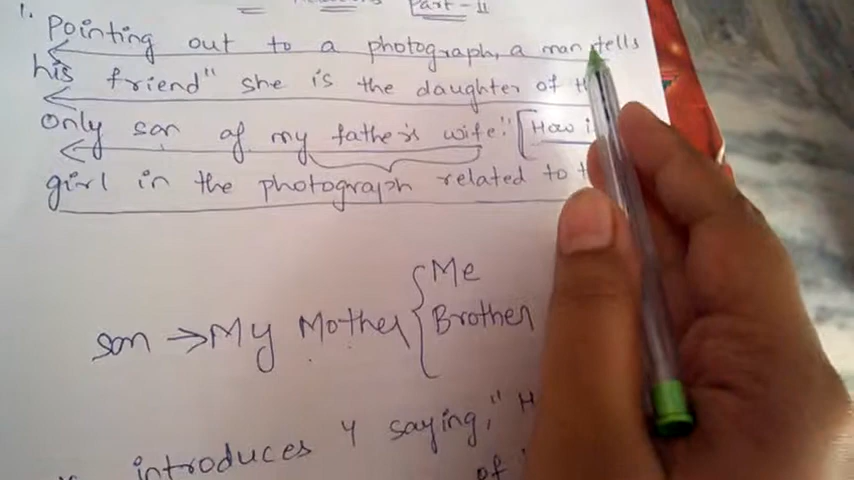 Part-II
1. Pointing out to a photograph, a man tells
his friend" she is the daughter of
Only son of my father's wife." [How
girl in the photograph related to
Me
son → My Mother { Brother
introduces y saying, "H
of